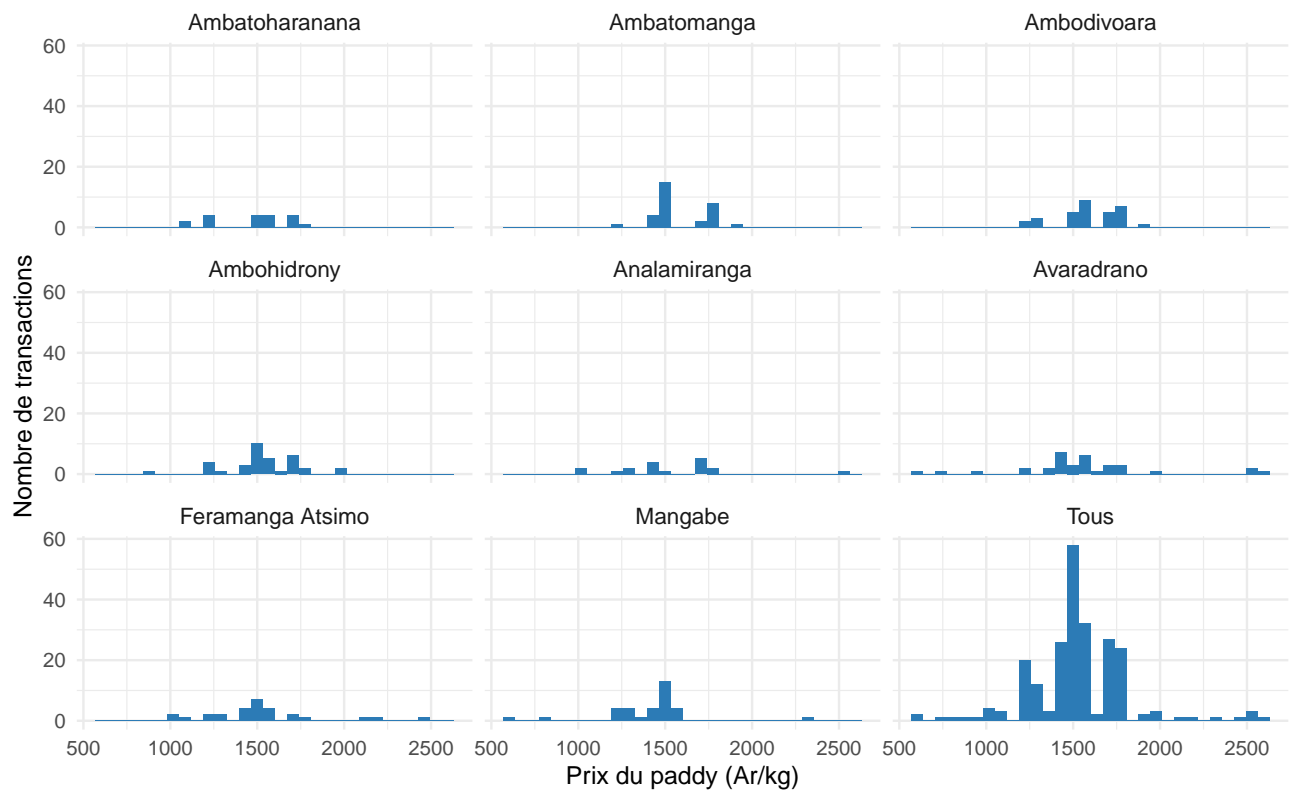 Ambatoharanana Ambatomanga Ambodivoara
60
40
20
0
Ambohidrony Analamiranga Avaradrano
60
40
20
0
Feramanga Atsimo Mangabe Tous
60
40
20
0
500 1000 1500 2000 2500 500 1000 1500 2000 2500 500 1000 1500 2000 2500
Prix du paddy (Ar/kg)
Nombre de transactions